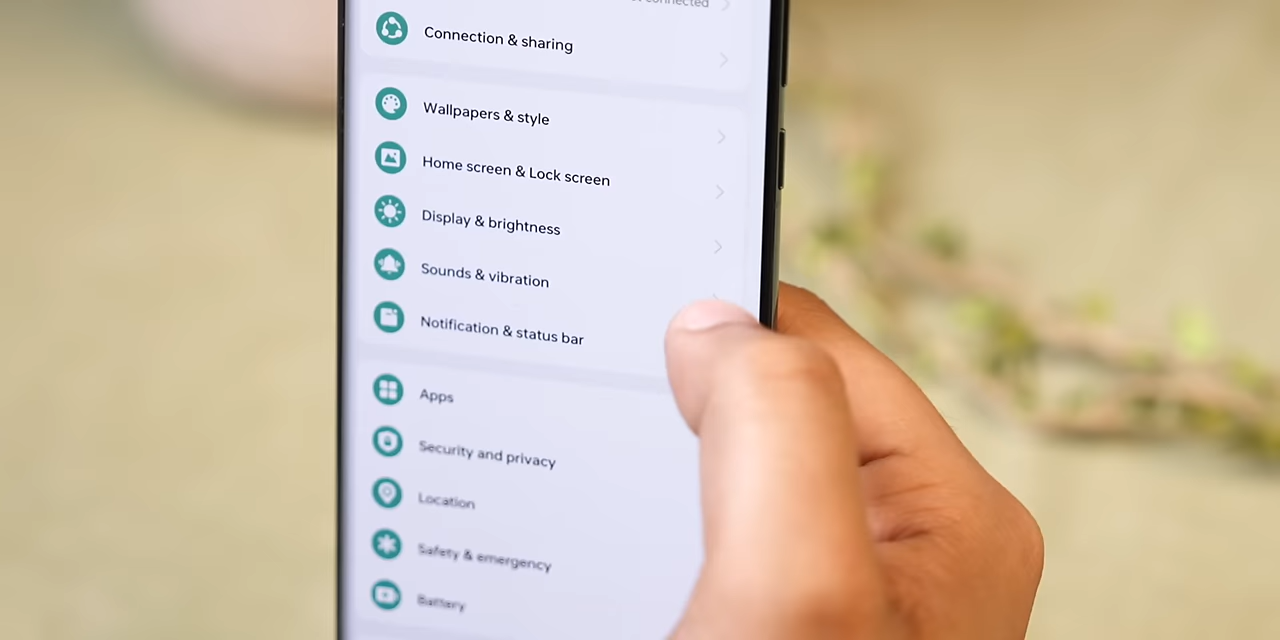 connected
Connection & sharing
Wallpapers & style
Home screen & Lock screen
Display & brightness
Sounds & vibration
Notification & status bar
Apps
Security and privacy
Location
Safety & emergency
Battery